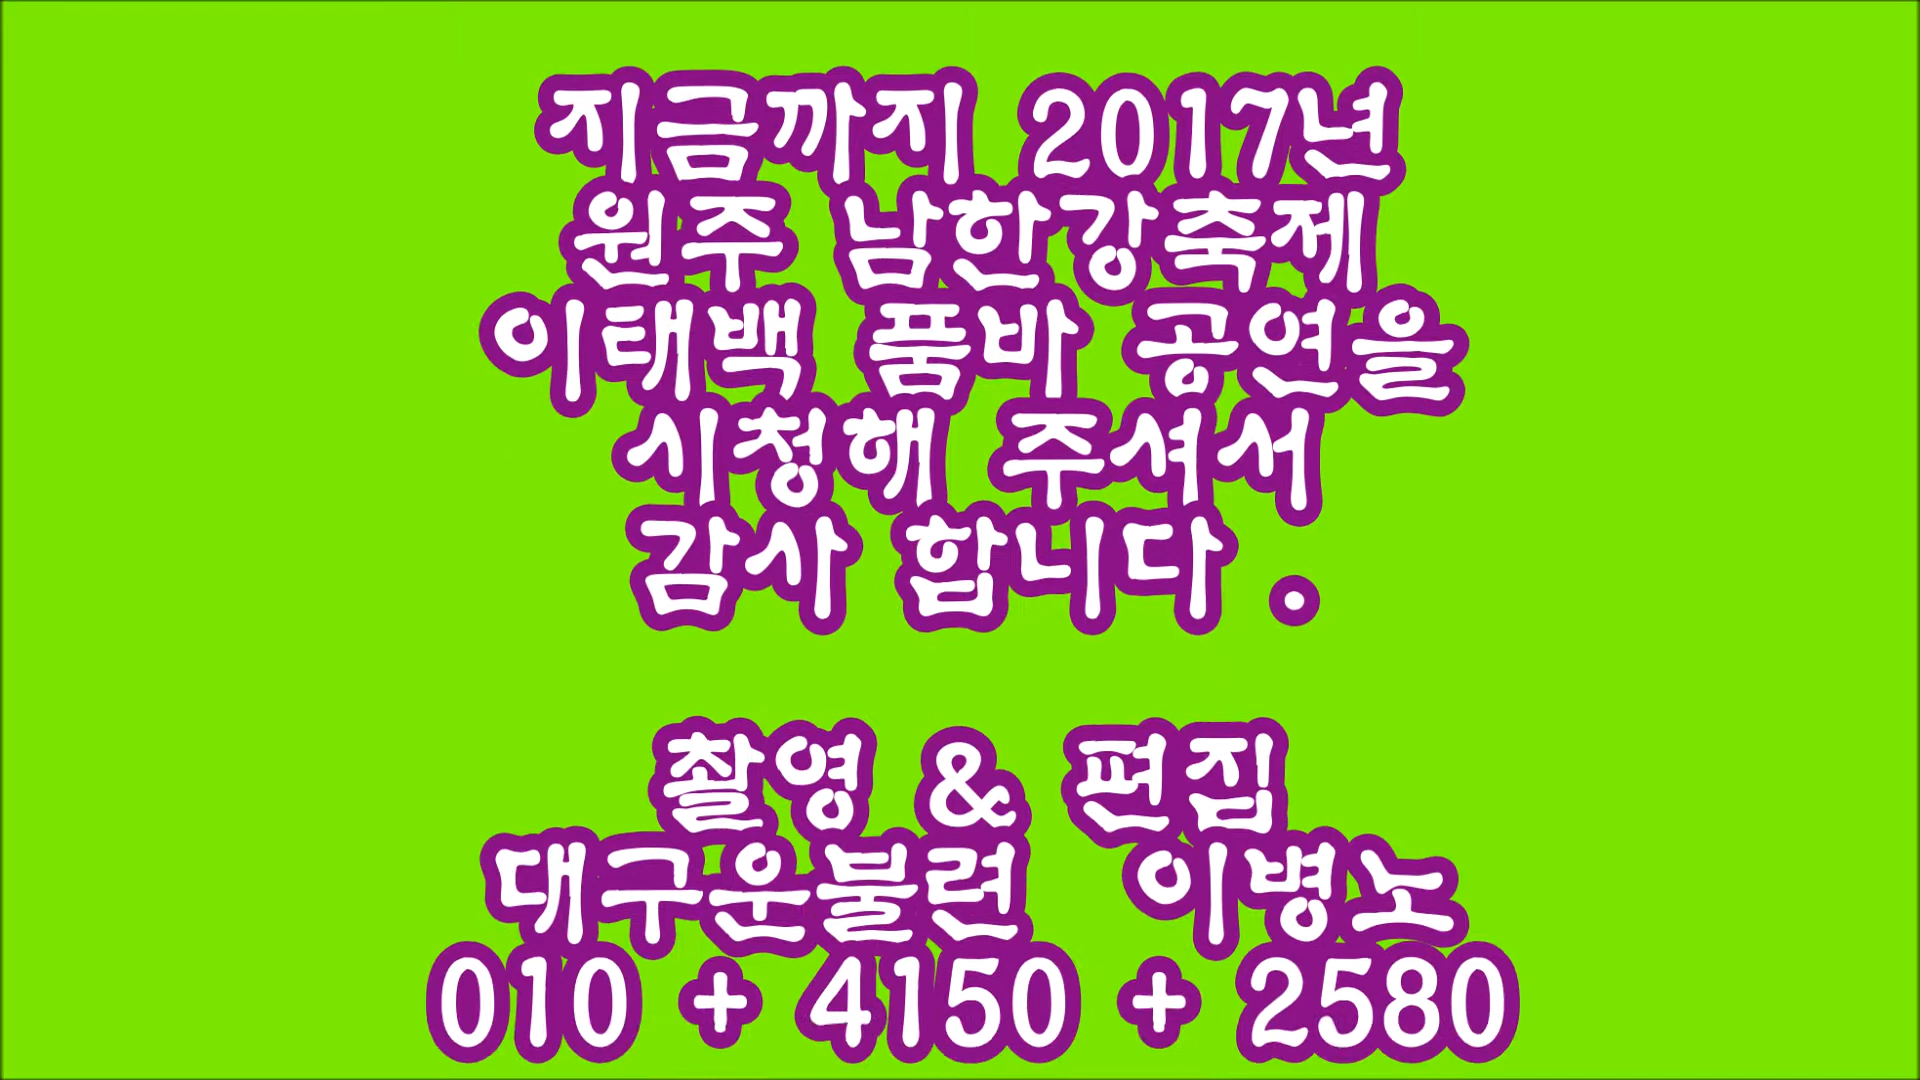 지금까지 2017년
원주 남한강축제
이태백 품바 공연을
시청해 주셔서
감사 합니다 .
촬영 & 편집
대구운불련 이병노
010 + 4150 + 2580